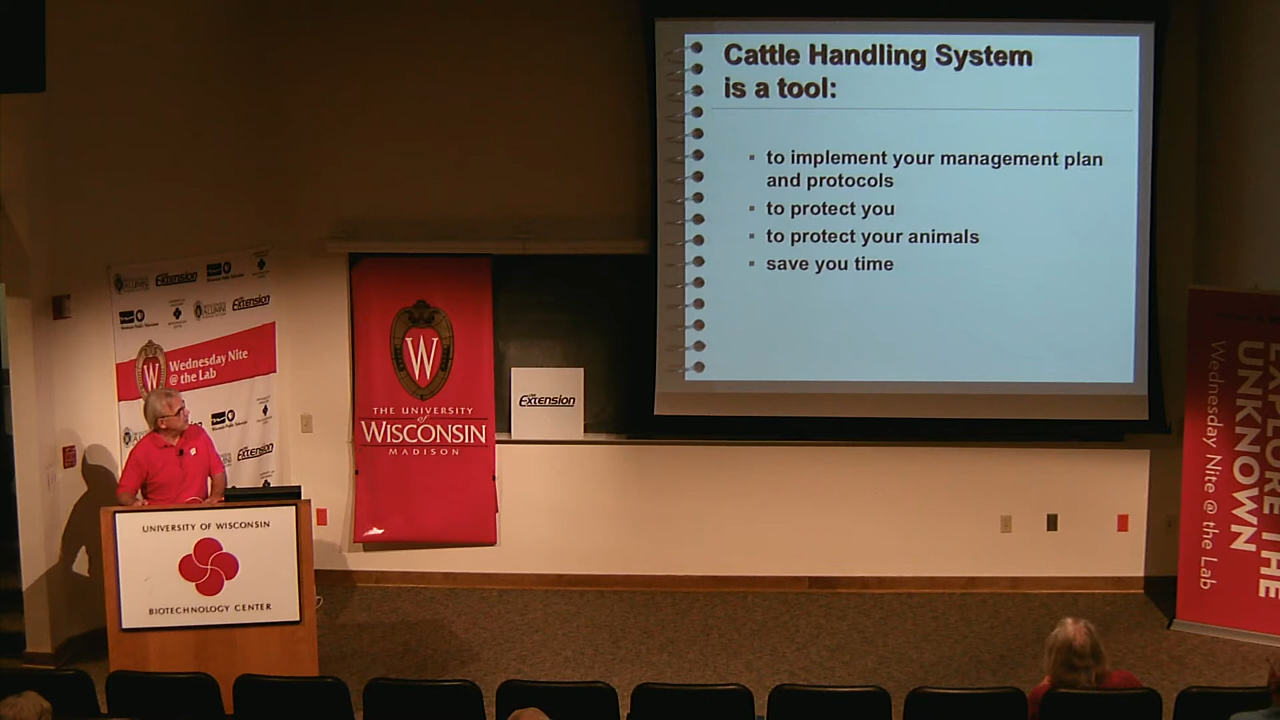 Cattle Handling System
is a tool:
to implement your management plan
and protocols
to protect you
to protect your animals
save you time
Extension
Extension
Wednesday Nite
@ the Lab
Extension
W
THE UNIVERSITY
of
WISCONSIN
MADISON
Extension
UNIVERSITY OF WISCONSIN
BIOTECHNOLOGY CENTER
EXPLORE THE
UNKNOWN
Wednesday Nite @ the Lab